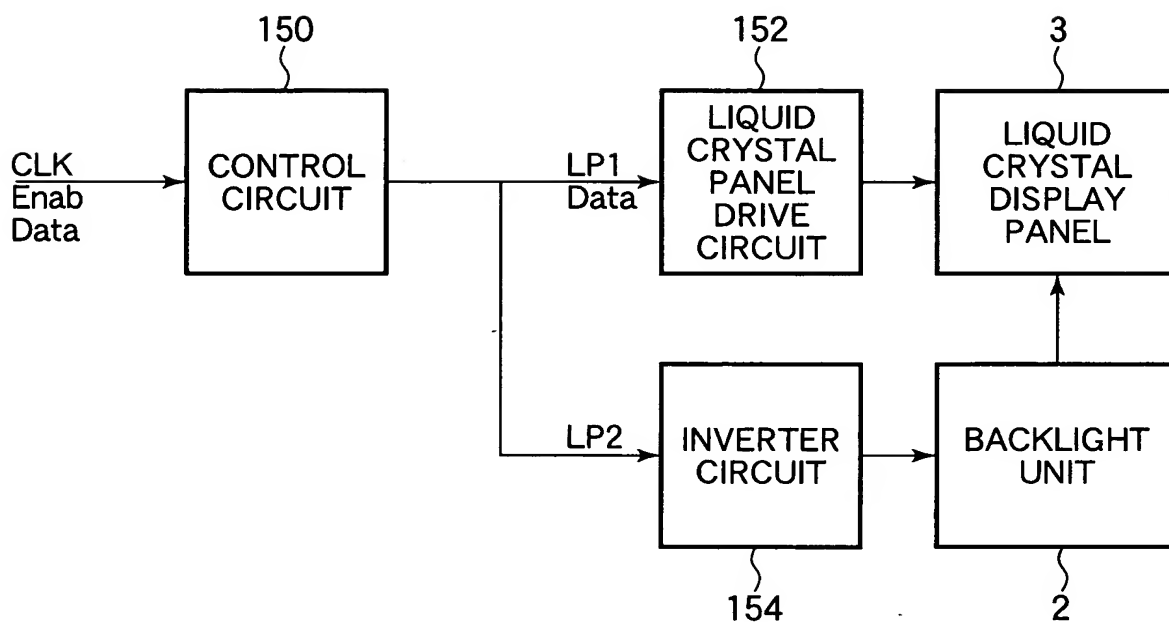 150
152
3
CLK
Enab
Data
CONTROL
CIRCUIT
LP1
Data
LIQUID
CRYSTAL
PANEL
DRIVE
CIRCUIT
LIQUID
CRYSTAL
DISPLAY
PANEL
LP2
INVERTER
CIRCUIT
BACKLIGHT
UNIT
154
2